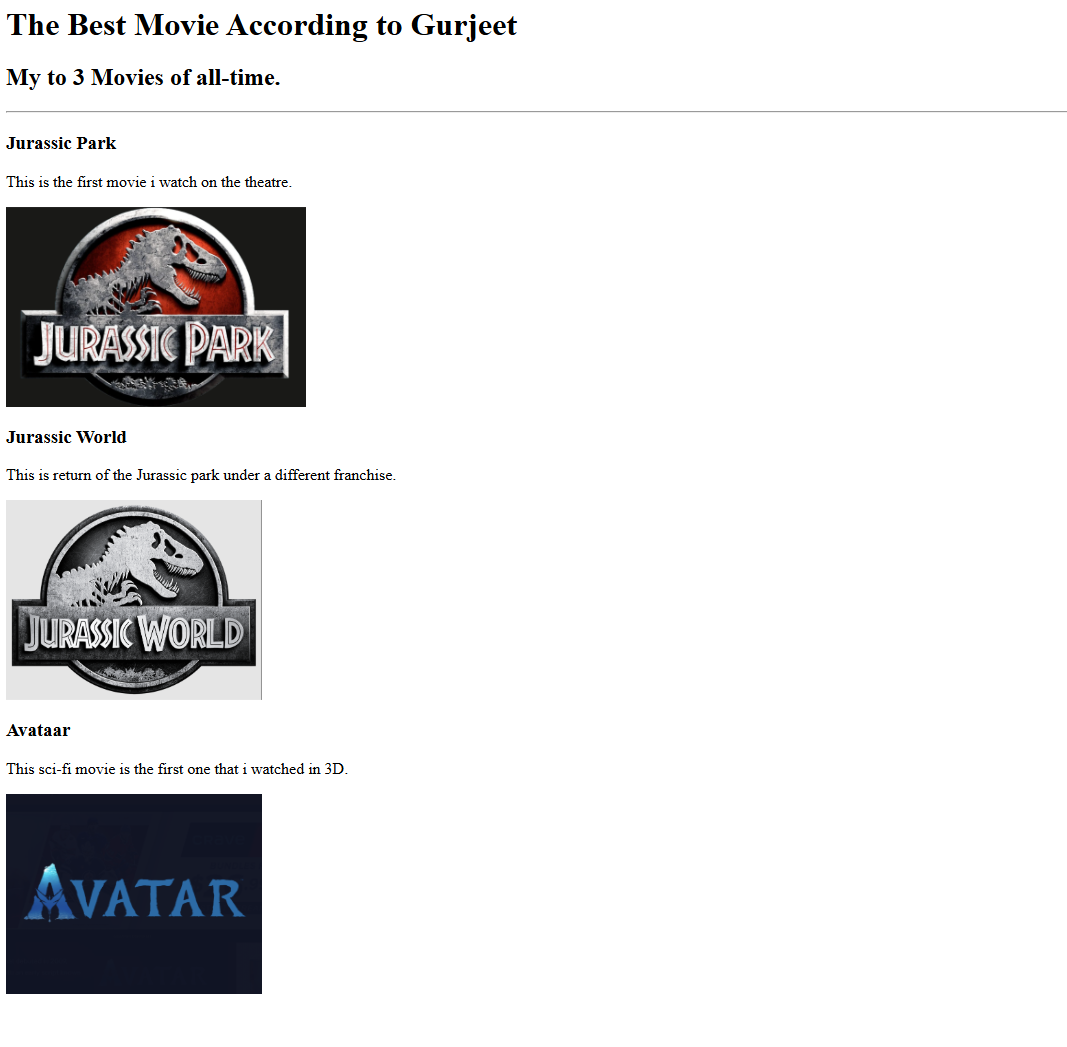 The Best Movie According to Gurjeet
My to 3 Movies of all-time.
Jurassic Park
This is the first movie i watch on the theatre.
JURASSIC PARK
Jurassic World
This is return of the Jurassic park under a different franchise.
JURASSIC WORLD
Avataar
This sci-fi movie is the first one that i watched in 3D.
AVATAR